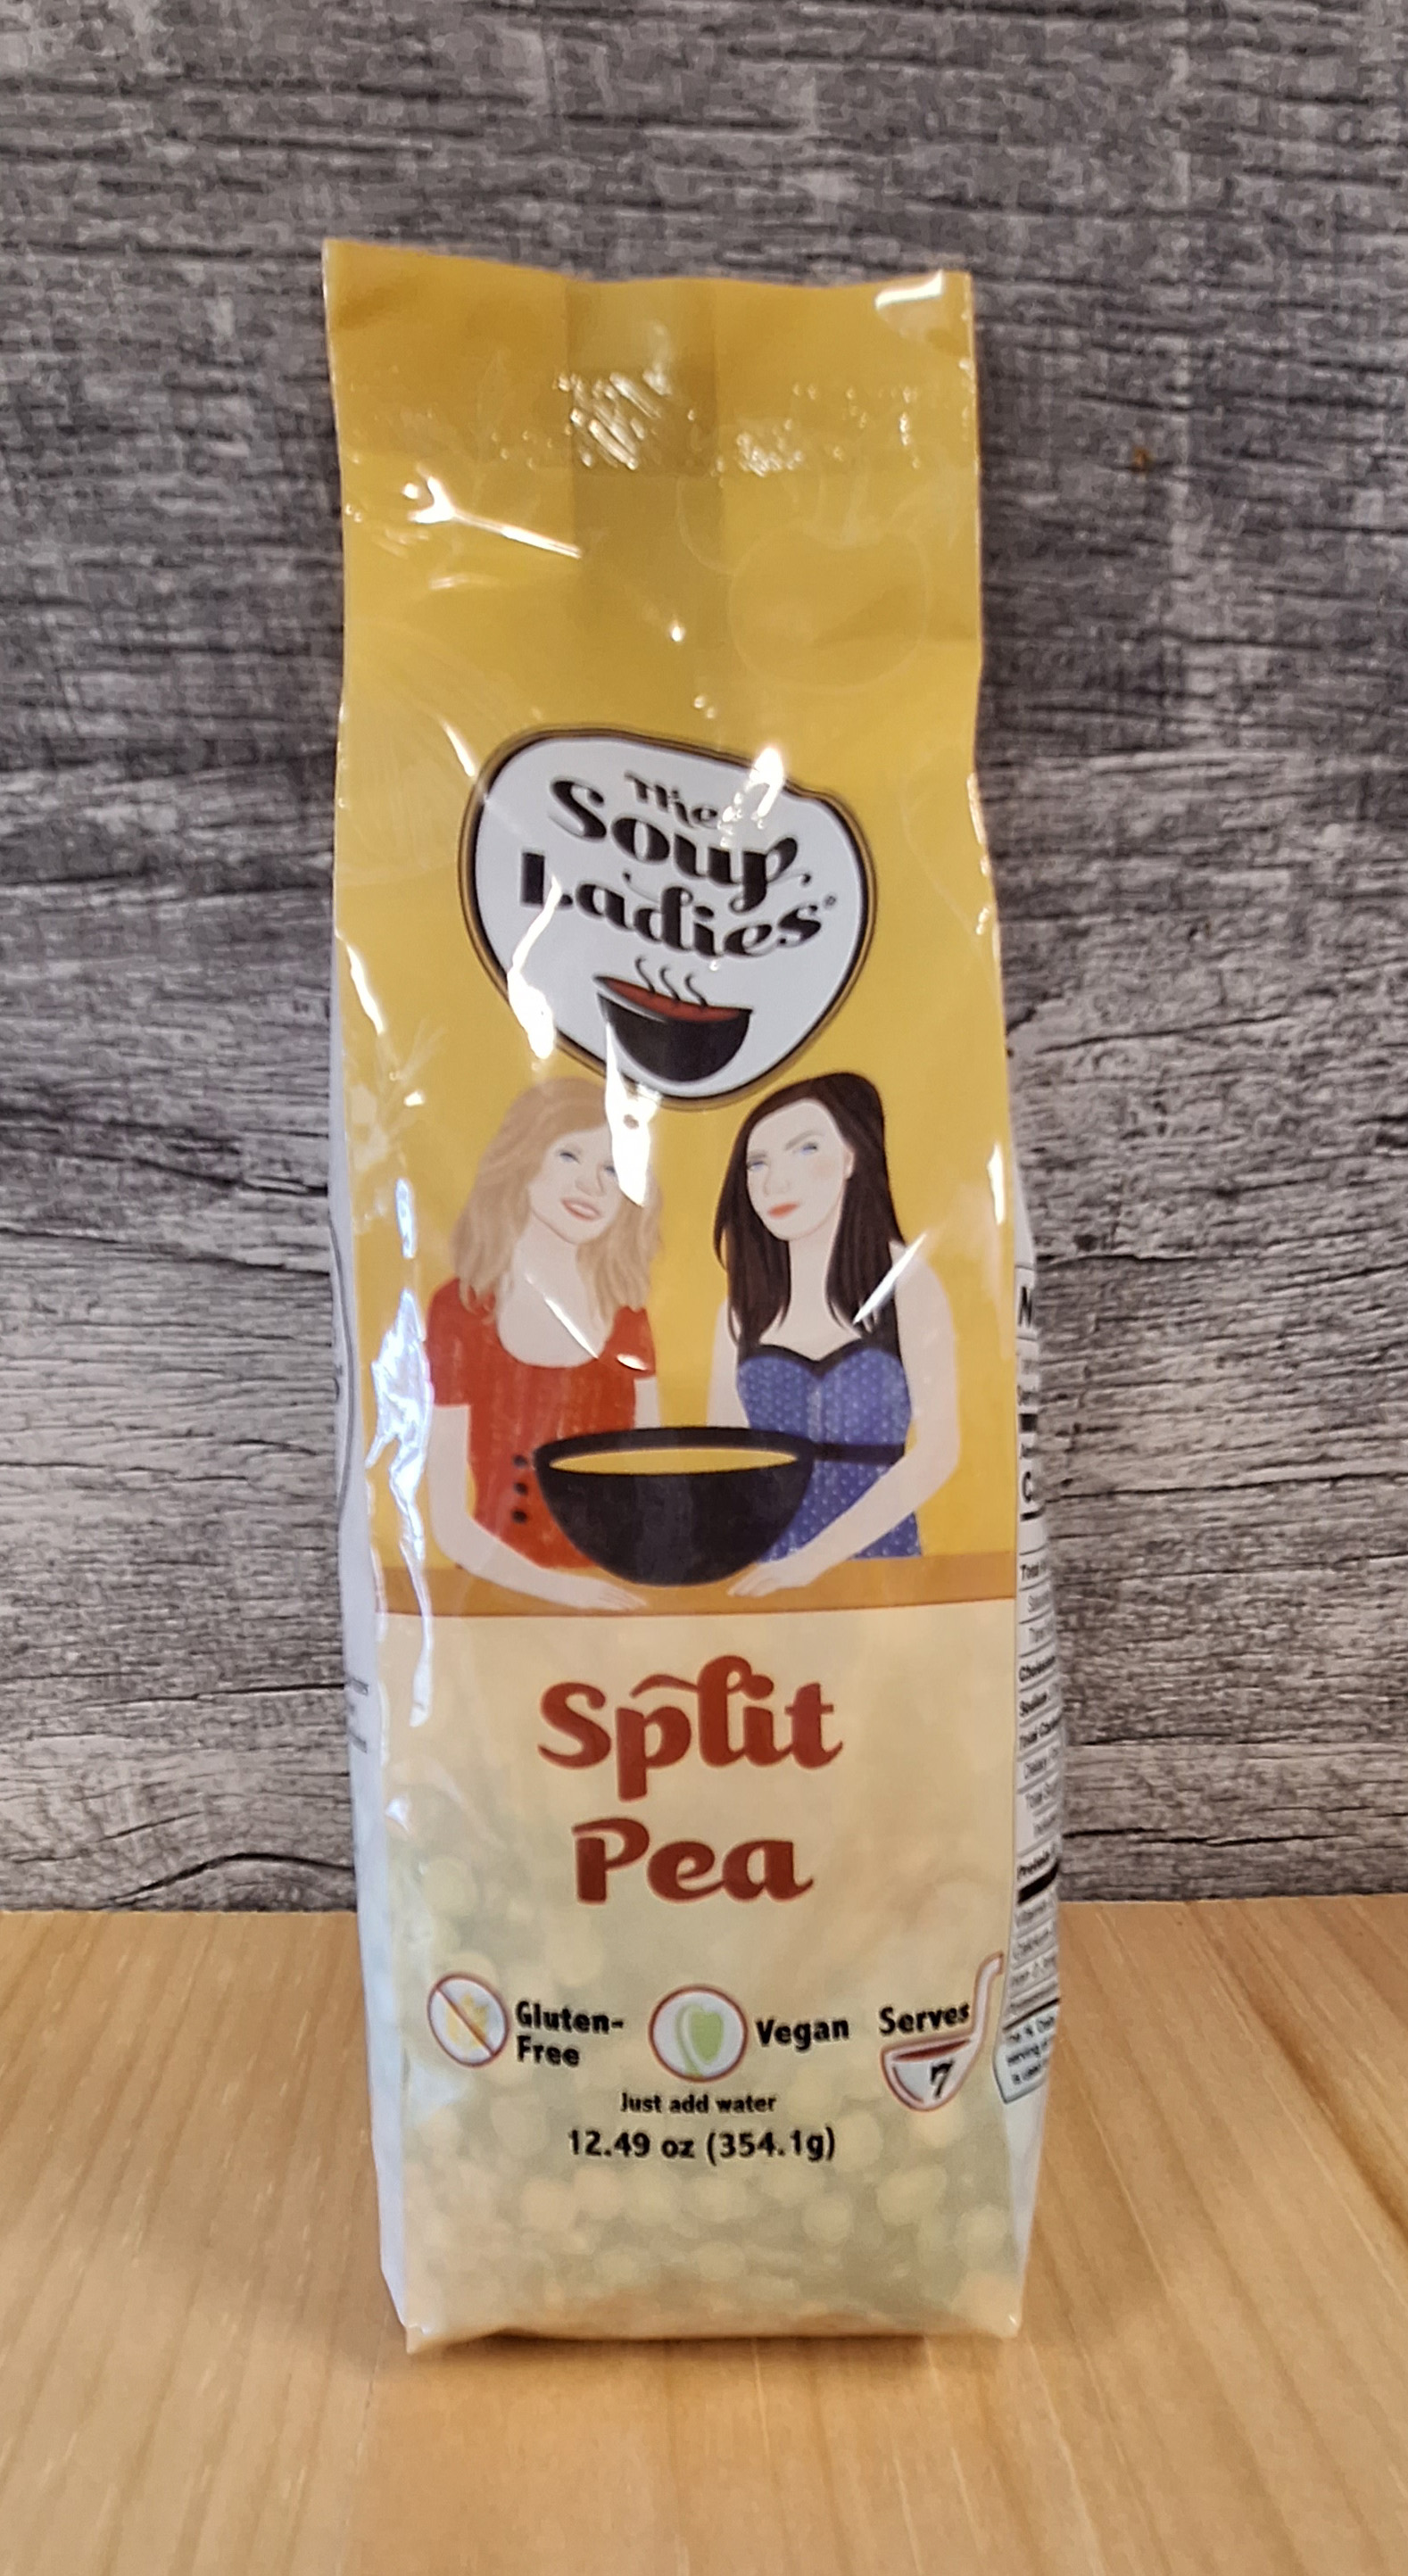 The
Soup
Ladies®
Split
Pea
Gluten-
Free
Vegan
Serves
7
Just add water
12.49 oz (354.1g)